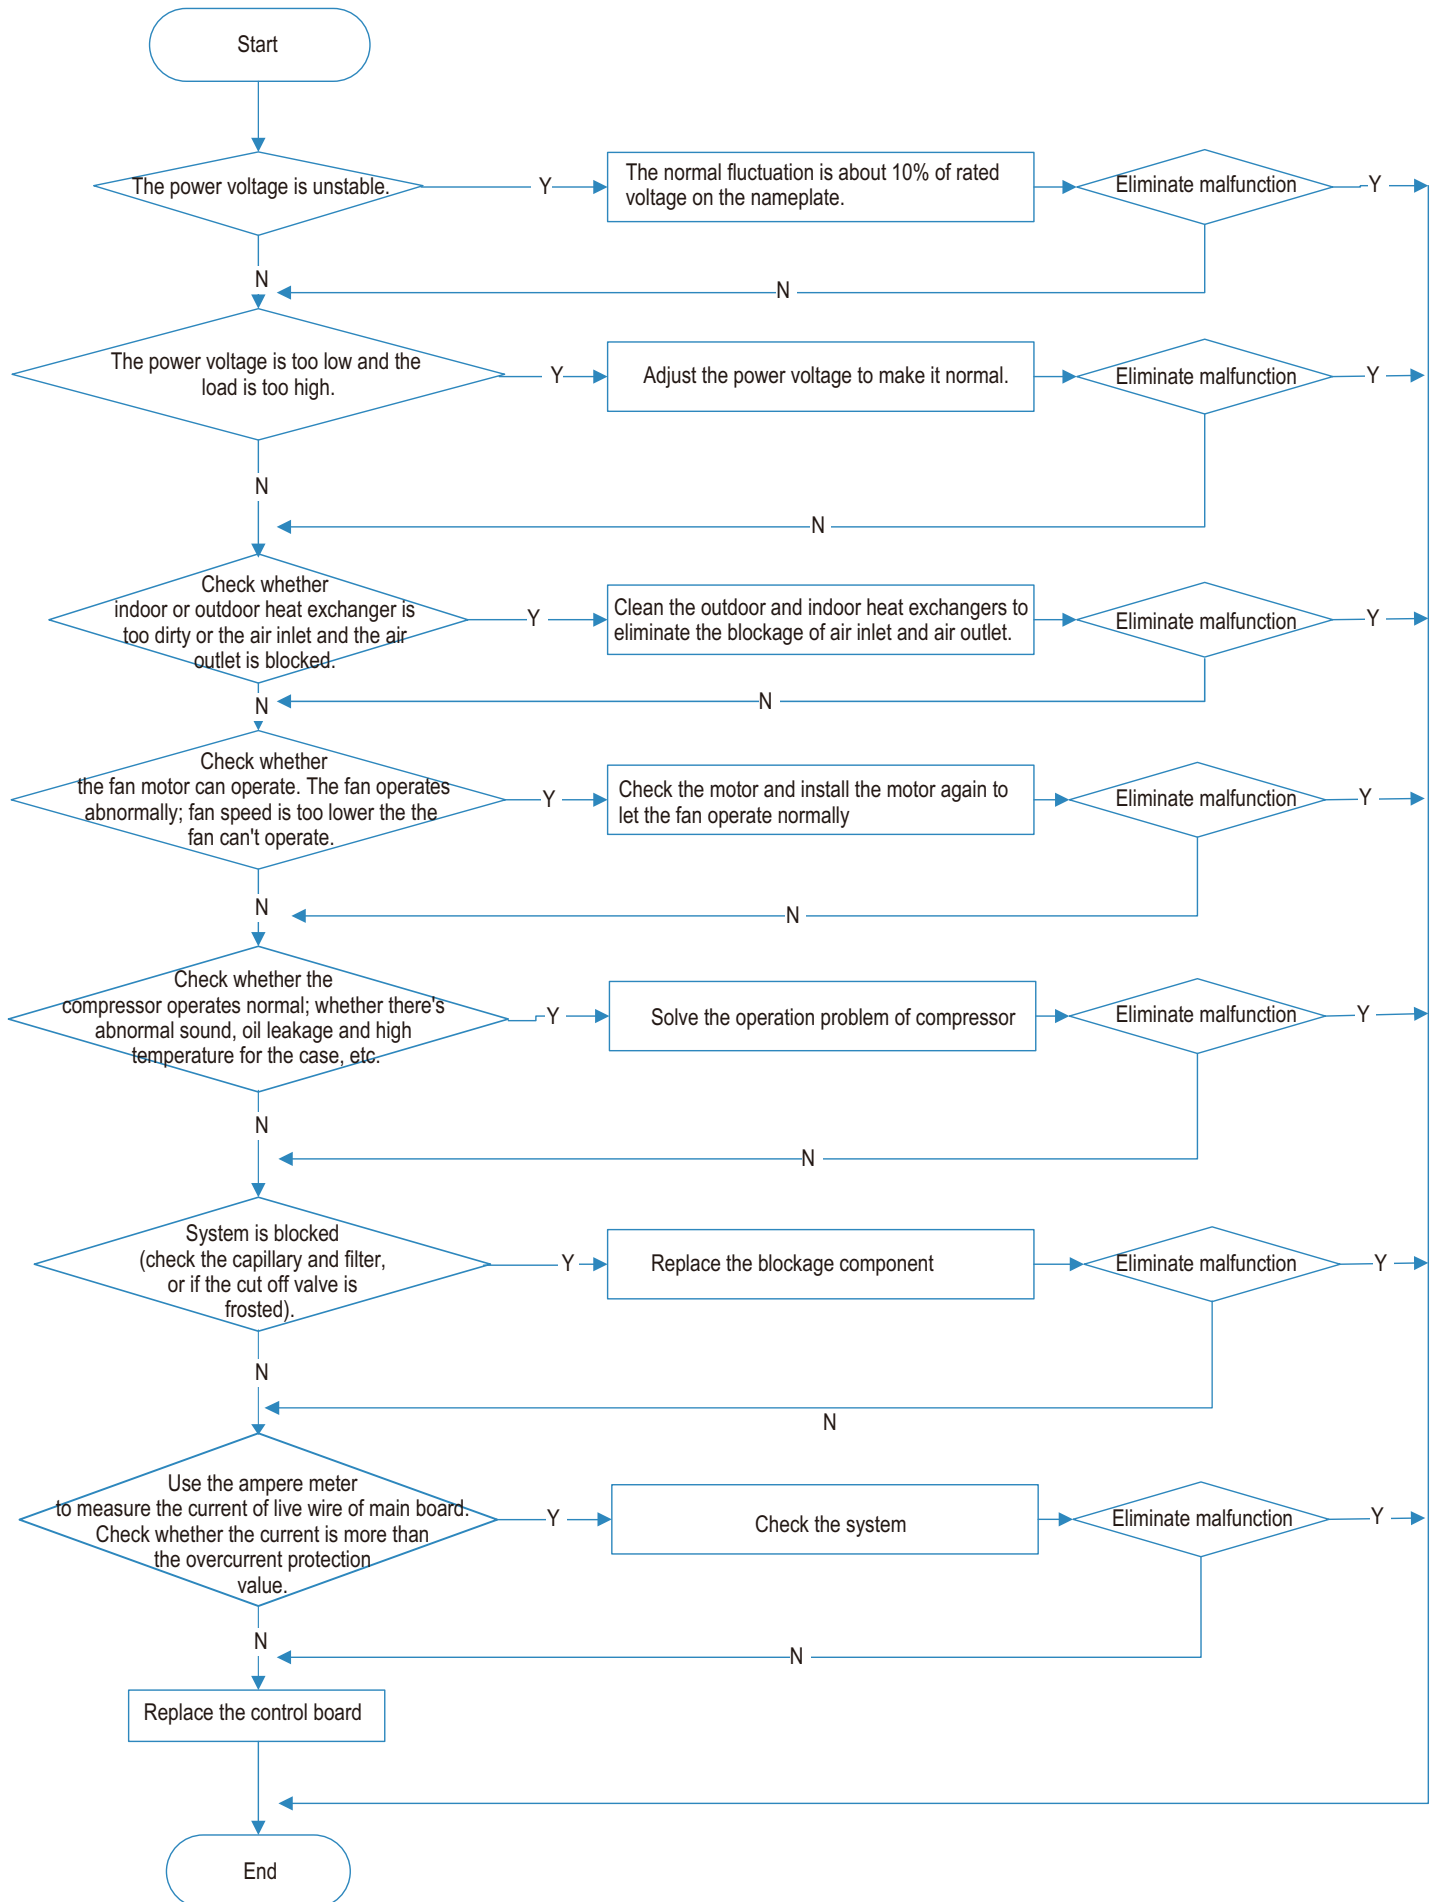 Start
The power voltage is unstable.
Y
The normal fluctuation is about 10% of rated
voltage on the nameplate.
Eliminate malfunction
Y
N
N
The power voltage is too low and the
load is too high.
Y
Adjust the power voltage to make it normal.
Eliminate malfunction
Y
N
N
Check whether
indoor or outdoor heat exchanger is
too dirty or the air inlet and the air
outlet is blocked.
Y
Clean the outdoor and indoor heat exchangers to
eliminate the blockage of air inlet and air outlet.
Eliminate malfunction
Y
N
N
Check whether
the fan motor can operate. The fan operates
abnormally; fan speed is too lower the the
fan can't operate.
Y
Check the motor and install the motor again to
let the fan operate normally
Eliminate malfunction
Y
N
N
Check whether the
compressor operates normal; whether there's
abnormal sound, oil leakage and high
temperature for the case, etc.
Y
Solve the operation problem of compressor
Eliminate malfunction
Y
N
N
System is blocked
(check the capillary and filter,
or if the cut off valve is
frosted).
Y
Replace the blockage component
Eliminate malfunction
Y
N
N
Use the ampere meter
to measure the current of live wire of main board.
Check whether the current is more than
the overcurrent protection
value.
Y
Check the system
Eliminate malfunction
Y
N
N
Replace the control board
End